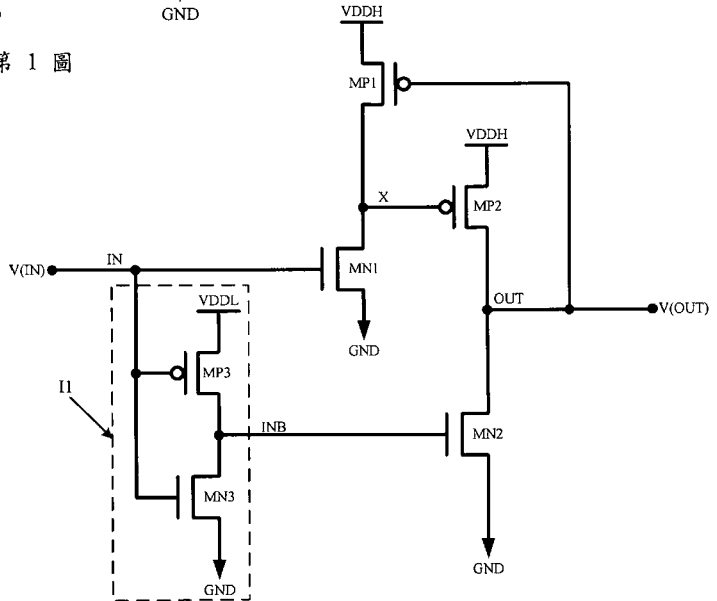 GND
第 1 圖
VDDH
MP1
VDDH
X
MP2
IN
V(IN)
MN1
VDDL
OUT
V(OUT)
GND
MP3
I1
INB
MN2
MN3
GND
GND